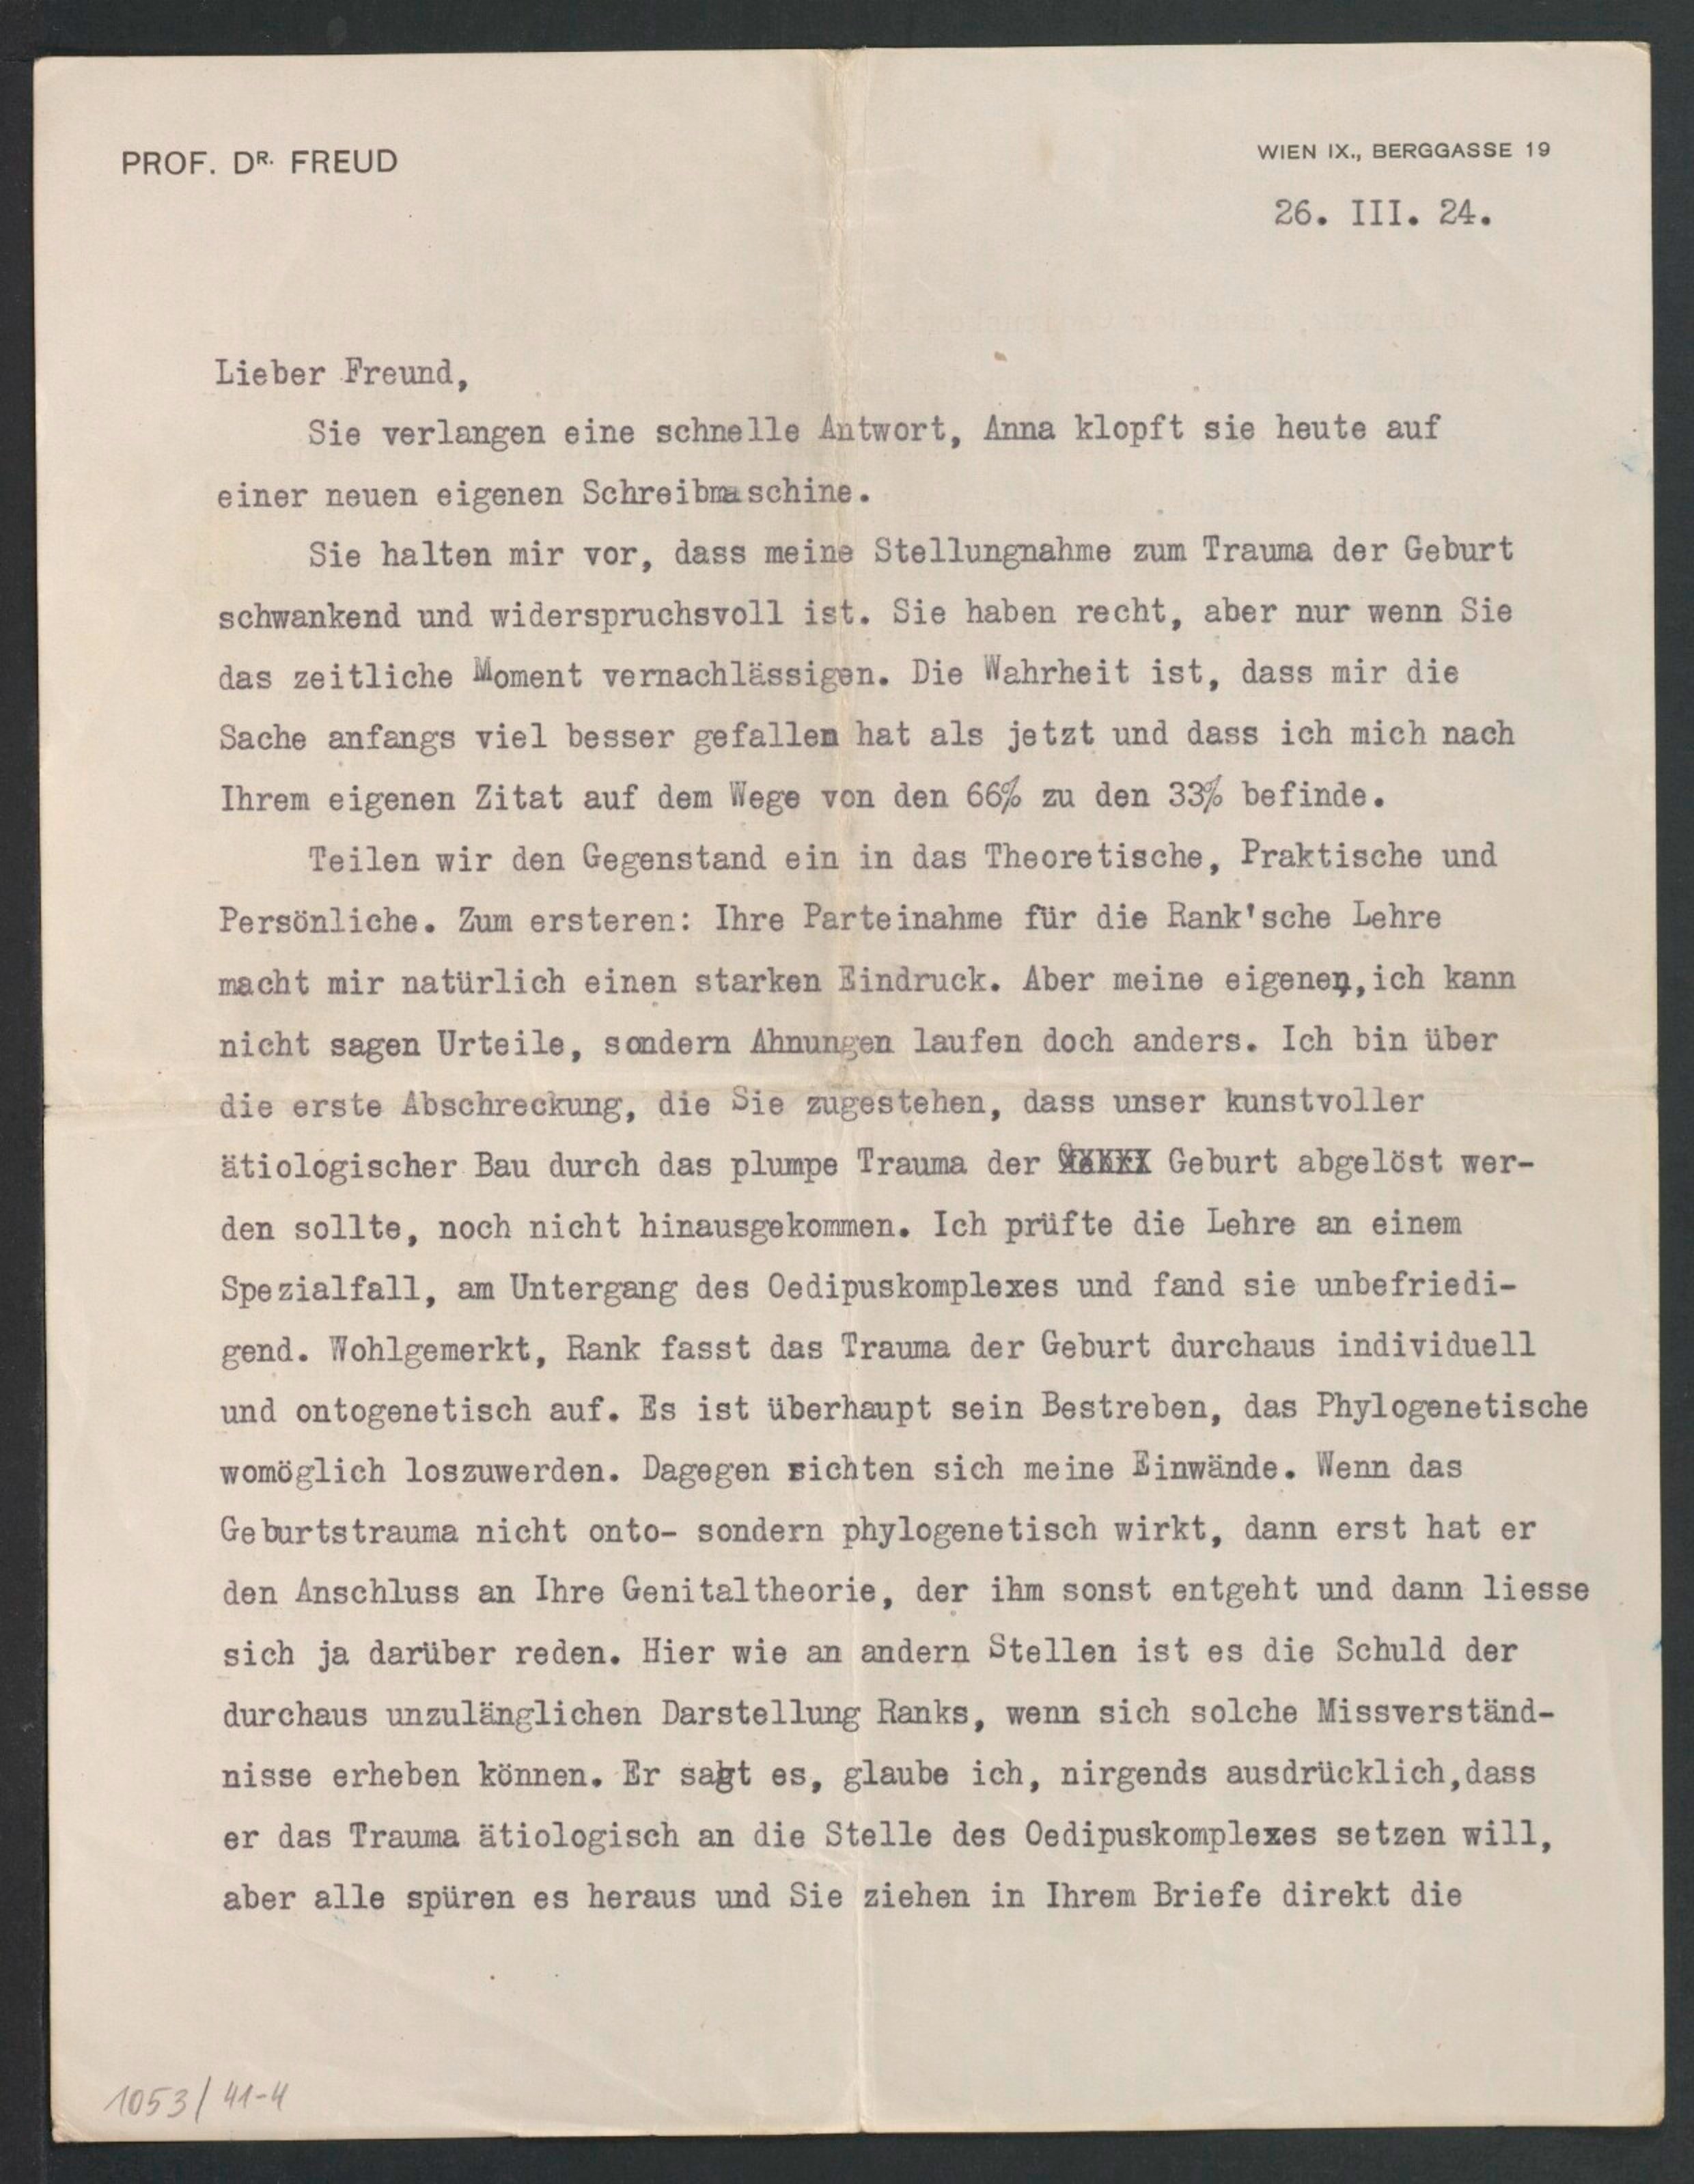 PROF. DR. FREUD
WIEN IX., BERGGASSE 19
26. III. 24.
Lieber Freund,
Sie verlangen eine schnelle Antwort, Anna klopft sie heute auf
einer neuen eigenen Schreibmaschine.
Sie halten mir vor, dass meine Stellungnahme zum Trauma der Geburt
schwankend und widerspruchsvoll ist. Sie haben recht, aber nur wenn Sie
das zeitliche Moment vernachlässigen. Die Wahrheit ist, dass mir die
Sache anfangs viel besser gefallen hat als jetzt und dass ich mich nach
Ihrem eigenen Zitat auf dem Wege von den 66% zu den 33% befinde.
Teilen wir den Gegenstand ein in das Theoretische, Praktische und
Persönliche. Zum ersteren: Ihre Parteinahme für die Rank'sche Lehre
macht mir natürlich einen starken Eindruck. Aber meine eigenen, ich kann
nicht sagen Urteile, sondern Ahnungen laufen doch anders. Ich bin über
die erste Abschreckung, die Sie zugestehen, dass unser kunstvoller
ätiologischer Bau durch das plumpe Trauma der Geburt abgelöst wer-
den sollte, noch nicht hinausgekommen. Ich prüfte die Lehre an einem
Spezialfall, am Untergang des Oedipuskomplexes und fand sie unbefriedi-
gend. Wohlgemerkt, Rank fasst das Trauma der Geburt durchaus individuell
und ontogenetisch auf. Es ist überhaupt sein Bestreben, das Phylogenetische
womöglich loszuwerden. Dagegen richten sich meine Einwände. Wenn das
Geburtstrauma nicht onto- sondern phylogenetisch wirkt, dann erst hat er
den Anschluss an Ihre Genitaltheorie, der ihm sonst entgeht und dann liesse
sich ja darüber reden. Hier wie an andern Stellen ist es die Schuld der
durchaus unzulänglichen Darstellung Ranks, wenn sich solche Missverständ-
nisse erheben können. Er sagt es, glaube ich, nirgends ausdrücklich, dass
er das Trauma ätiologisch an die Stelle des Oedipuskomplexes setzen will,
aber alle spüren es heraus und Sie ziehen in Ihrem Briefe direkt die
1053/41-4